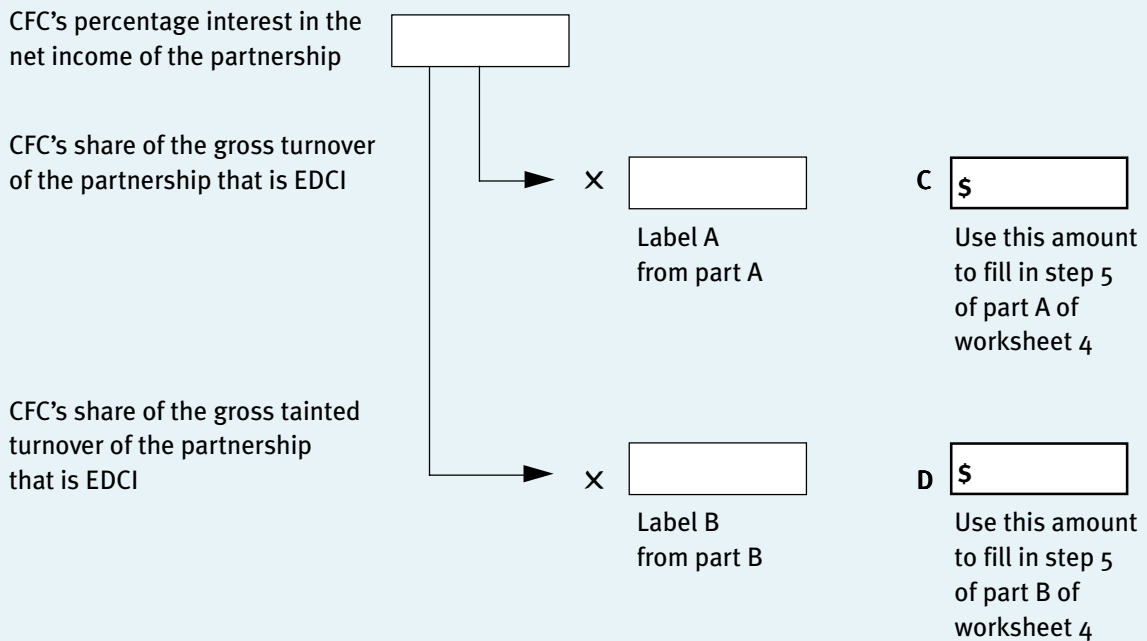 CFC's percentage interest in the
net income of the partnership
CFC's share of the gross turnover
of the partnership that is EDCI
×
Label A
from part A
C $
Use this amount
to fill in step 5
of part A of
worksheet 4
CFC's share of the gross tainted
turnover of the partnership
that is EDCI
×
Label B
from part B
D $
Use this amount
to fill in step 5
of part B of
worksheet 4